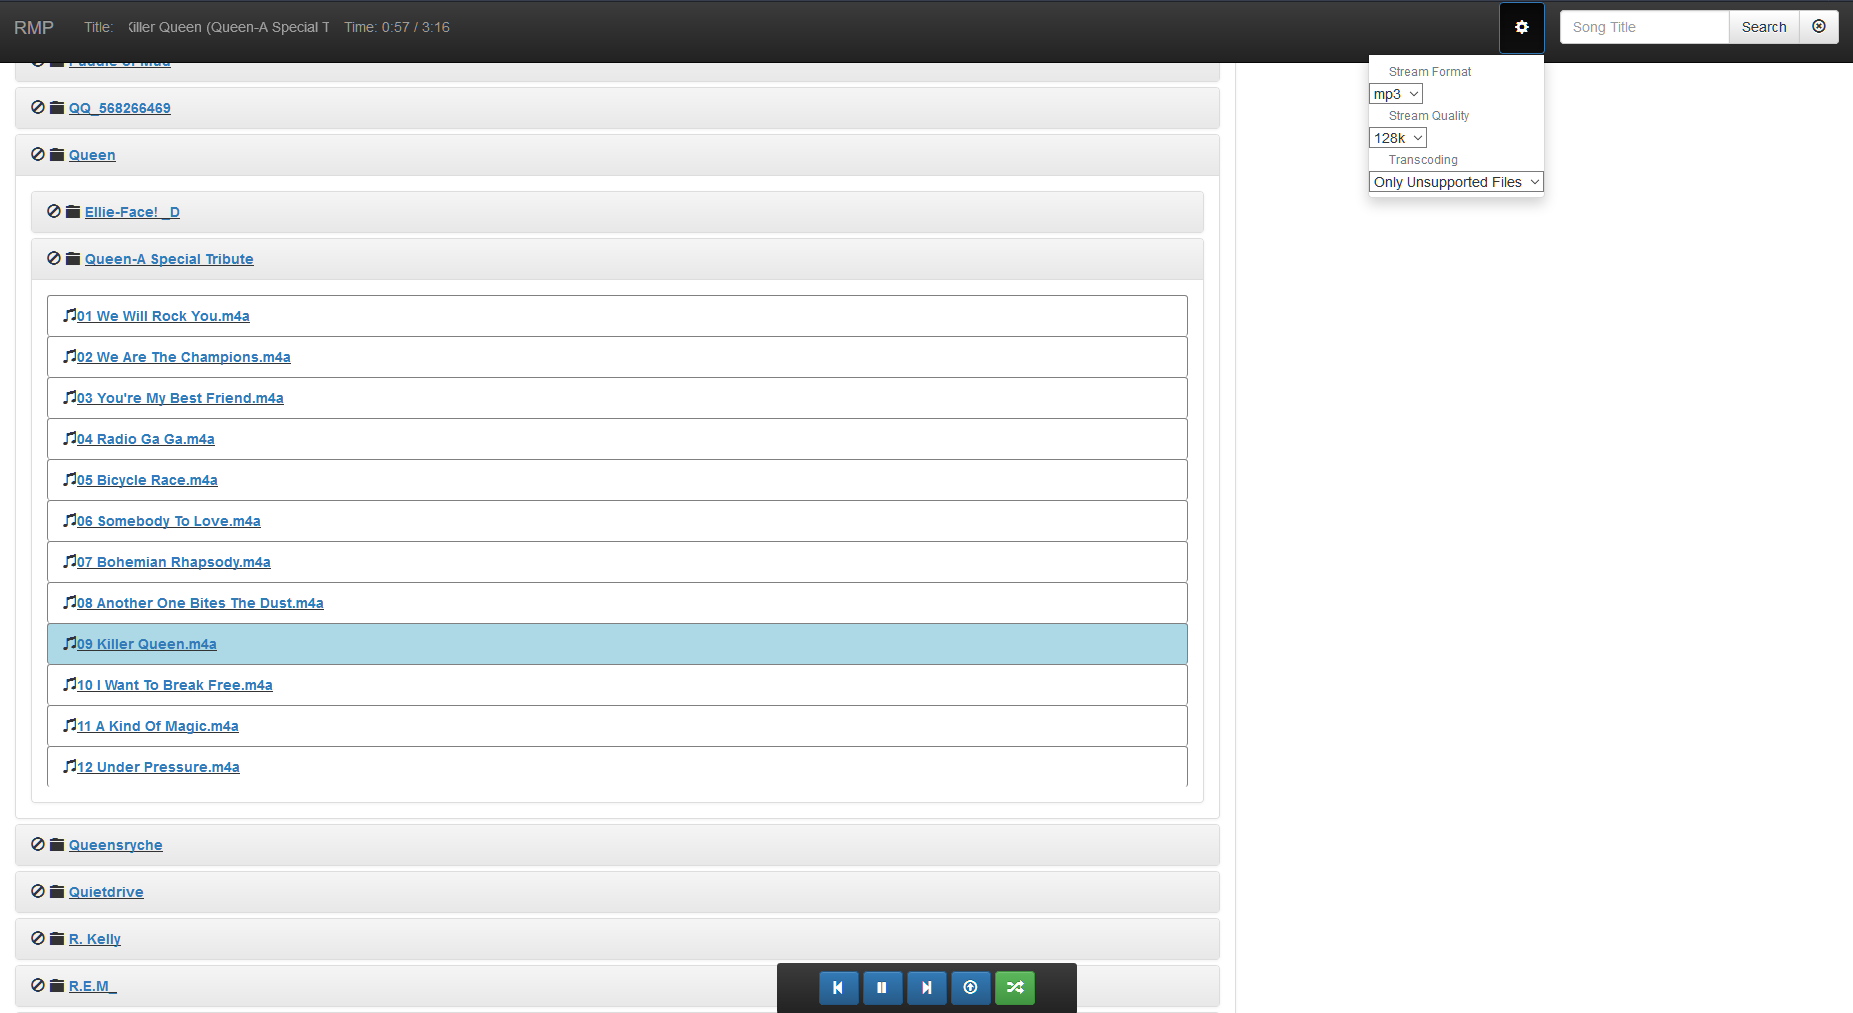 RMP Title: Killer Queen (Queen-A Special T Time: 0:57 / 3:16 Song Title Search
Stream Format
mp3
Stream Quality
128k
Transcoding
Only Unsupported Files
Puddle of Mud
QQ_568266469
Queen
Ellie-Face! _D
Queen-A Special Tribute
01 We Will Rock You.m4a
02 We Are The Champions.m4a
03 You're My Best Friend.m4a
04 Radio Ga Ga.m4a
05 Bicycle Race.m4a
06 Somebody To Love.m4a
07 Bohemian Rhapsody.m4a
08 Another One Bites The Dust.m4a
09 Killer Queen.m4a
10 I Want To Break Free.m4a
11 A Kind Of Magic.m4a
12 Under Pressure.m4a
Queensryche
Quietdrive
R. Kelly
R.E.M_